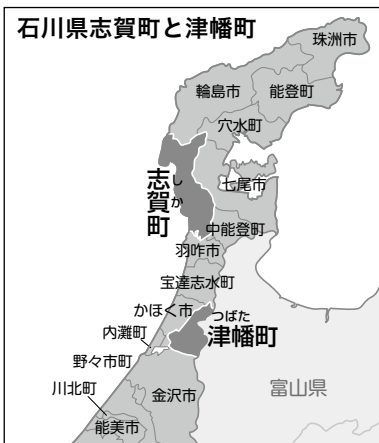 石川県志賀町と津幡町
珠洲市
輪島市
能登町
穴水町
七尾市
志賀町
しか
中能登町
羽咋市
宝達志水町
かほく市
つばた
津幡町
内灘町
野々市町
川北町
金沢市
能美市
富山県